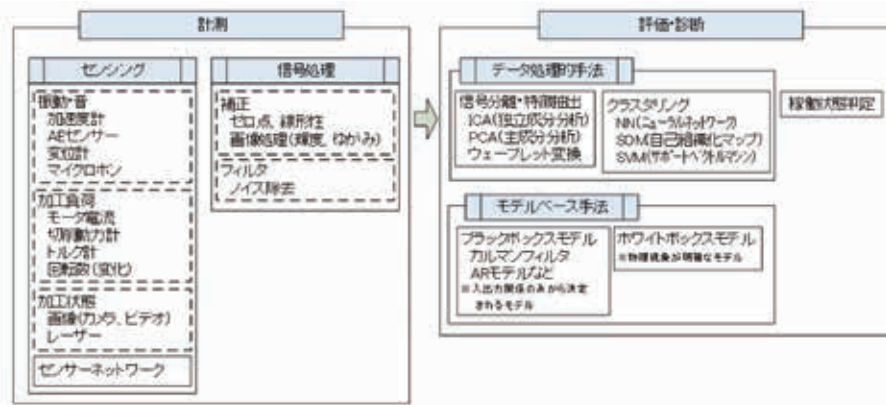 計測
センシング
振動・音
加速度計
AEセンサー
変位計
マイクロホン
加工負荷
モータ電流
切削動力計
トルク計
回転数(変化)
加工状態
画像(カメラ、ビデオ)
レーザー
センサーネットワーク
信号処理
補正
ゼロ点、線形性
画像処理(輝度、ゆがみ)
フィルタ
ノイズ除去
評価・診断
データ処理的手法
信号分離・特徴抽出
ICA(独立成分分析)
PCA(主成分分析)
ウェーブレット変換
クラスタリング
NN(ニューラルネットワーク)
SOM(自己組織化マップ)
SVM(サポートベクトルマシン)
稼働状態判定
モデルベース手法
ブラックボックスモデル
カルマンフィルタ
ARモデルなど
※入出力関係のみから決定
されるモデル
ホワイトボックスモデル
※物理現象が明確なモデル